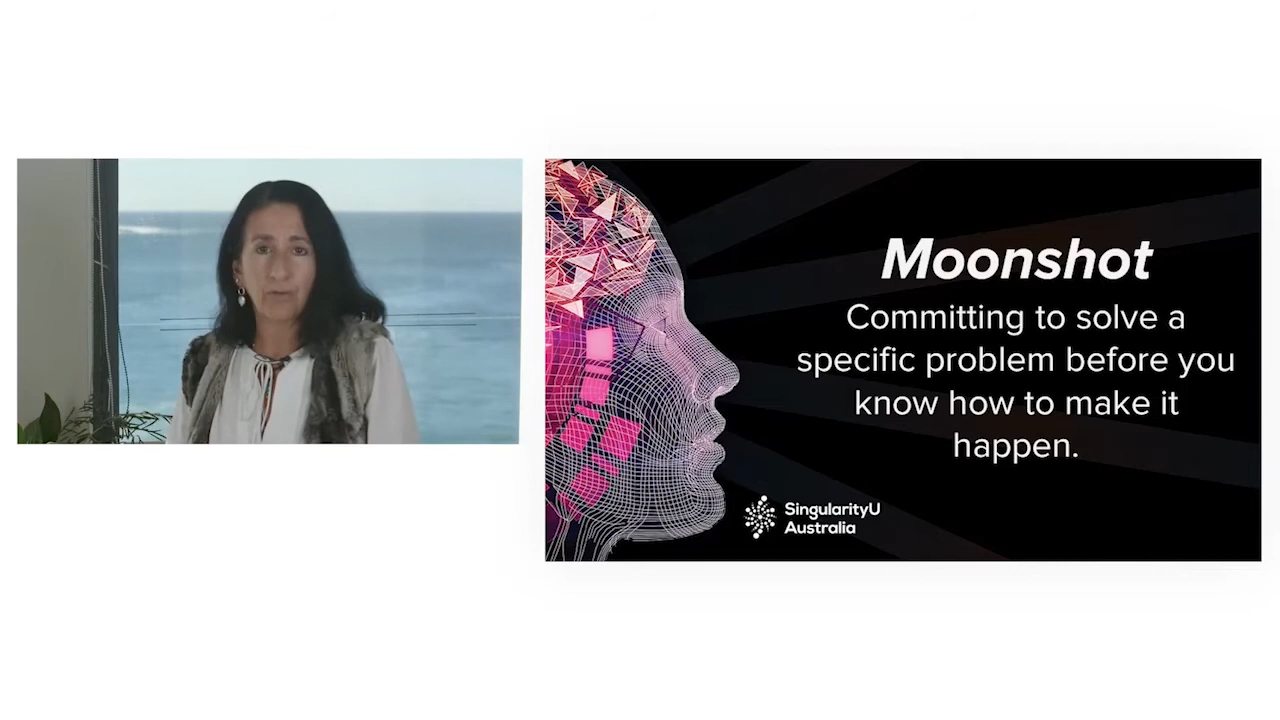 Moonshot
Committing to solve a
specific problem before you
know how to make it
happen.
SingularityU
Australia